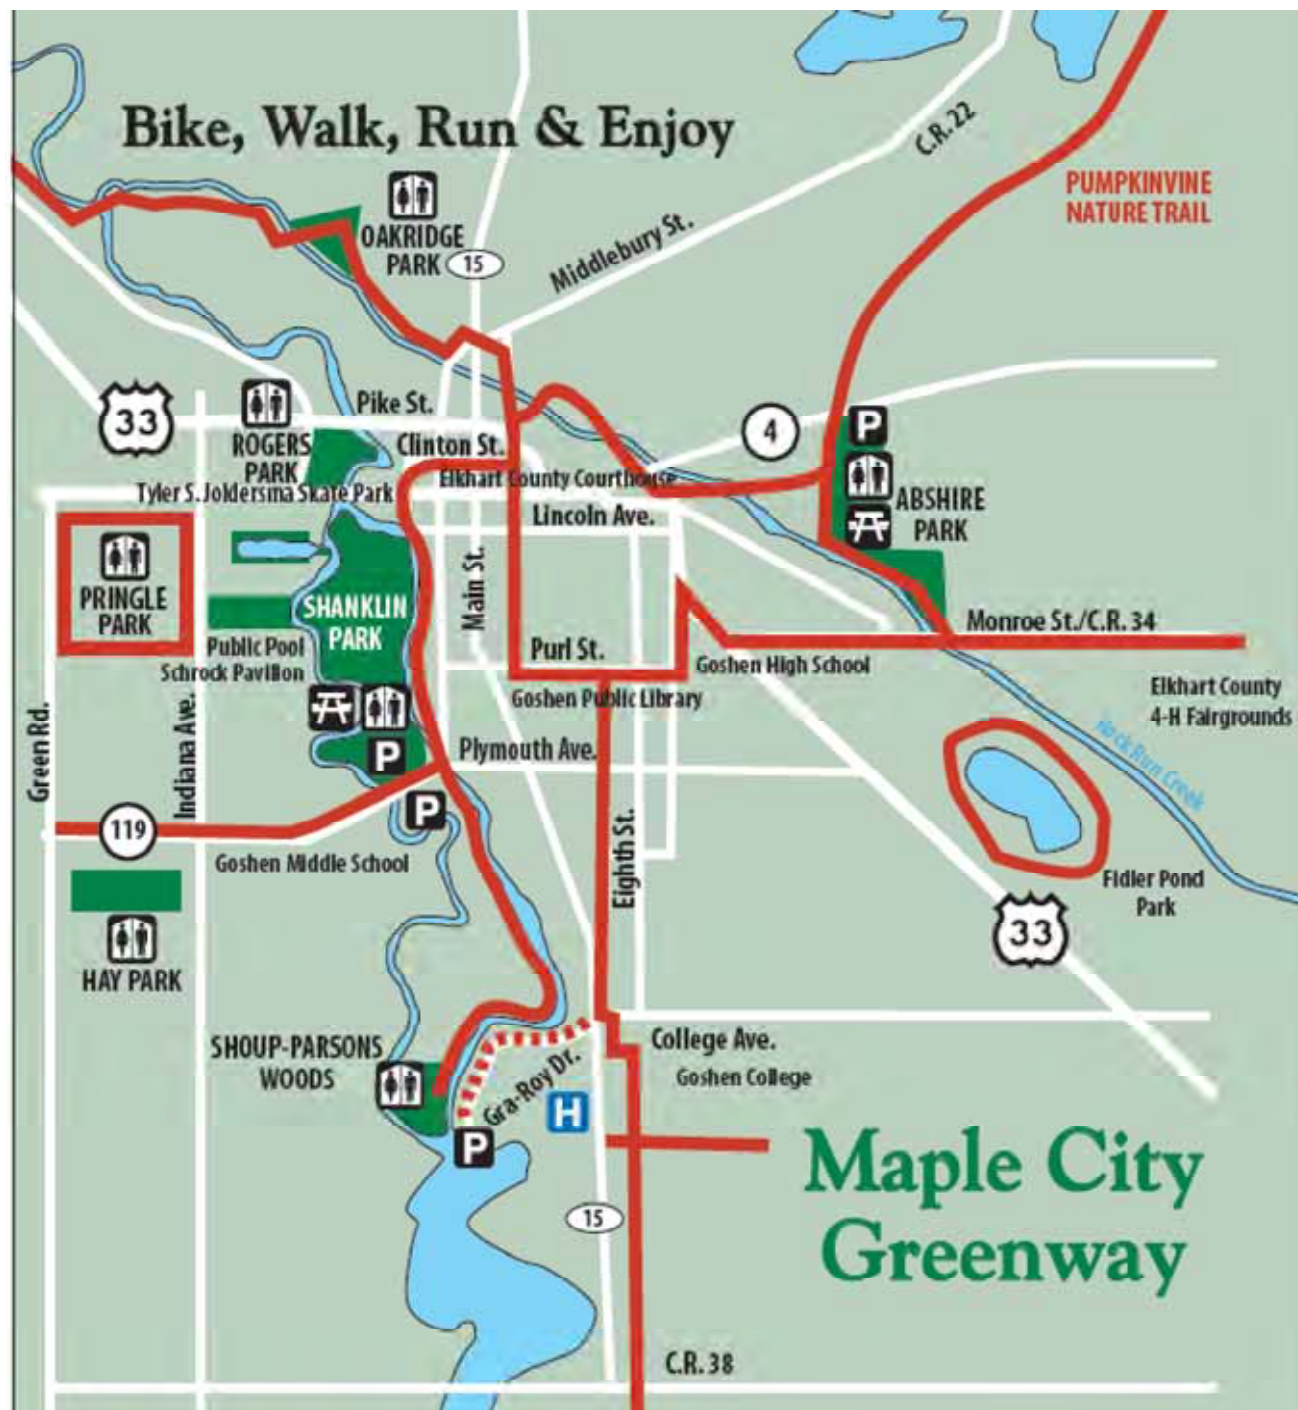 Bike, Walk, Run & Enjoy
C.R. 22
PUMPKINVINE
NATURE TRAIL
OAKRIDGE
PARK
15
Middlebury St.
33
Pike St.
ROGERS
PARK
Clinton St.
4
P
Elkhart County Courthouse
Tyler S. Joldersma Skate Park
ABSHIRE
PARK
Lincoln Ave.
PRINGLE
PARK
SHANKLIN
PARK
Main St.
Monroe St./C.R. 34
Public Pool
Schrock Pavilion
Purl St.
Goshen High School
Goshen Public Library
Elkhart County
4-H Fairgrounds
Green Rd.
Indiana Ave.
P
Plymouth Ave.
Rock Run Creek
119
P
Goshen Middle School
Eighth St.
Fidler Pond
Park
33
HAY PARK
SHOUP-PARSONS
WOODS
College Ave.
Goshen College
Gra-Roy Dr.
H
P
Maple City
Greenway
15
C.R. 38